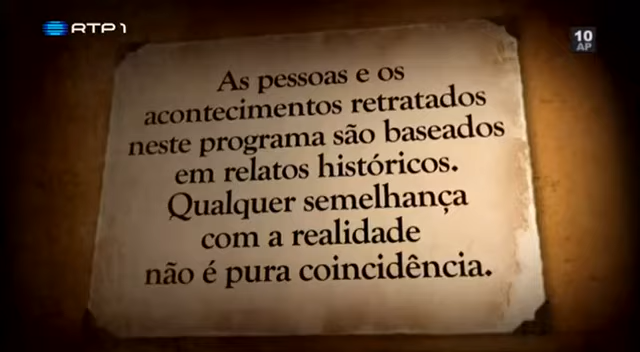 RTP1
10
AP
As pessoas e os
acontecimentos retratados
neste programa são baseados
em relatos históricos.
Qualquer semelhança
com a realidade
não é pura coincidência.